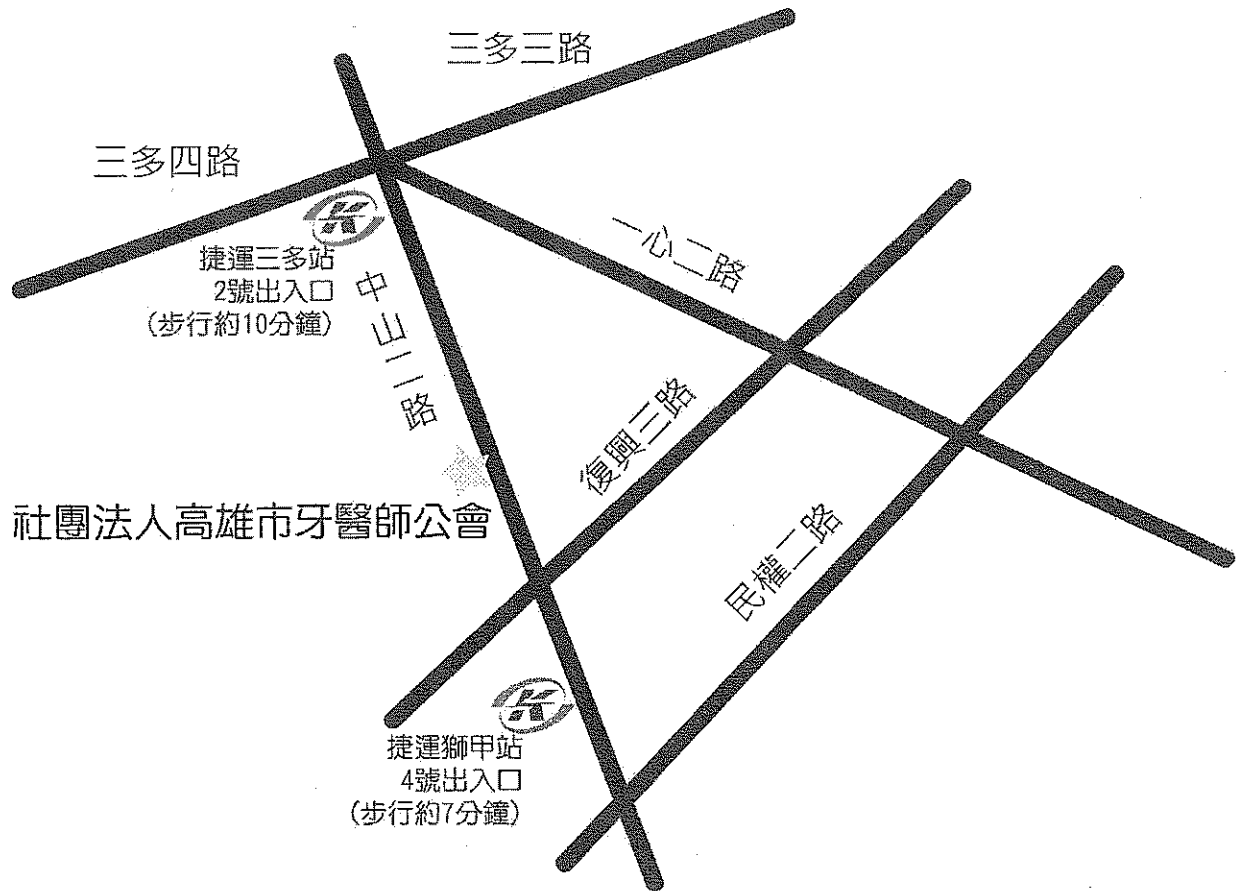 三多三路
三多四路
一心二路
捷運三多站
2號出入口
(步行約10分鐘)
中山二路
復興三路
社團法人高雄市牙醫師公會
民權二路
捷運獅甲站
4號出入口
(步行約7分鐘)